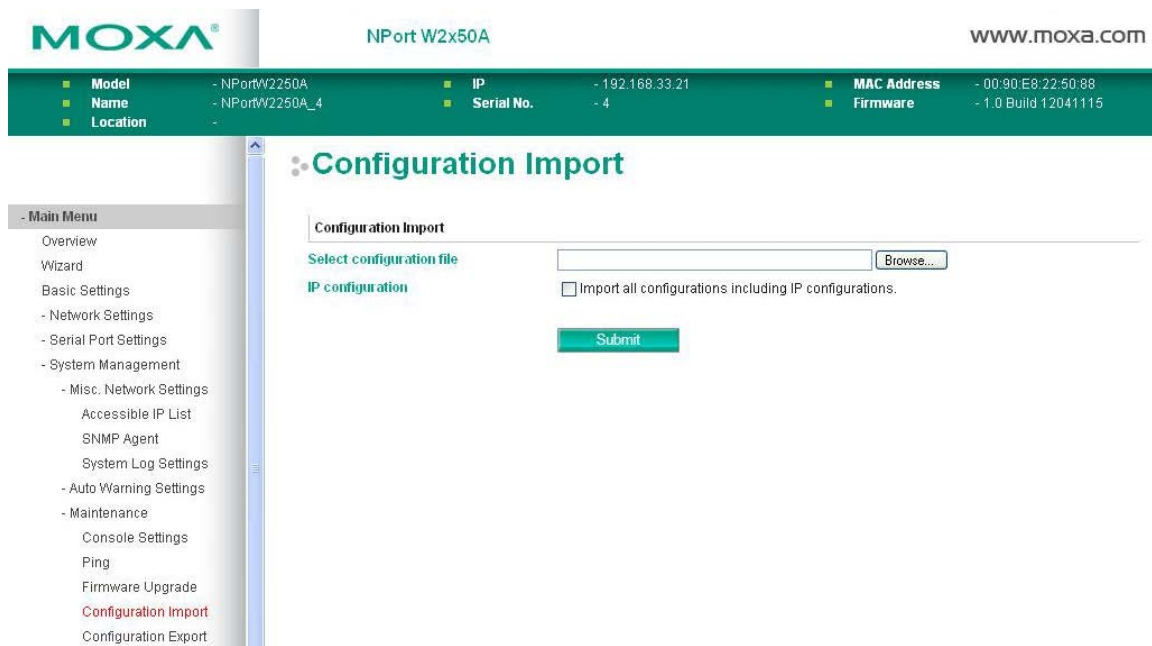 MOXA®
NPort W2x50A
www.moxa.com
Model - NPortW2250A
IP - 192.168.33.21
MAC Address - 00:90:E8:22:50:88
Name - NPortW2250A_4
Serial No. - 4
Firmware - 1.0 Build 12041115
Location -
- Main Menu
Overview
Wizard
Basic Settings
- Network Settings
- Serial Port Settings
- System Management
- Misc. Network Settings
Accessible IP List
SNMP Agent
System Log Settings
- Auto Warning Settings
- Maintenance
Console Settings
Ping
Firmware Upgrade
Configuration Import
Configuration Export
Configuration Import
Configuration Import
Select configuration file Browse...
IP configuration Import all configurations including IP configurations.
Submit